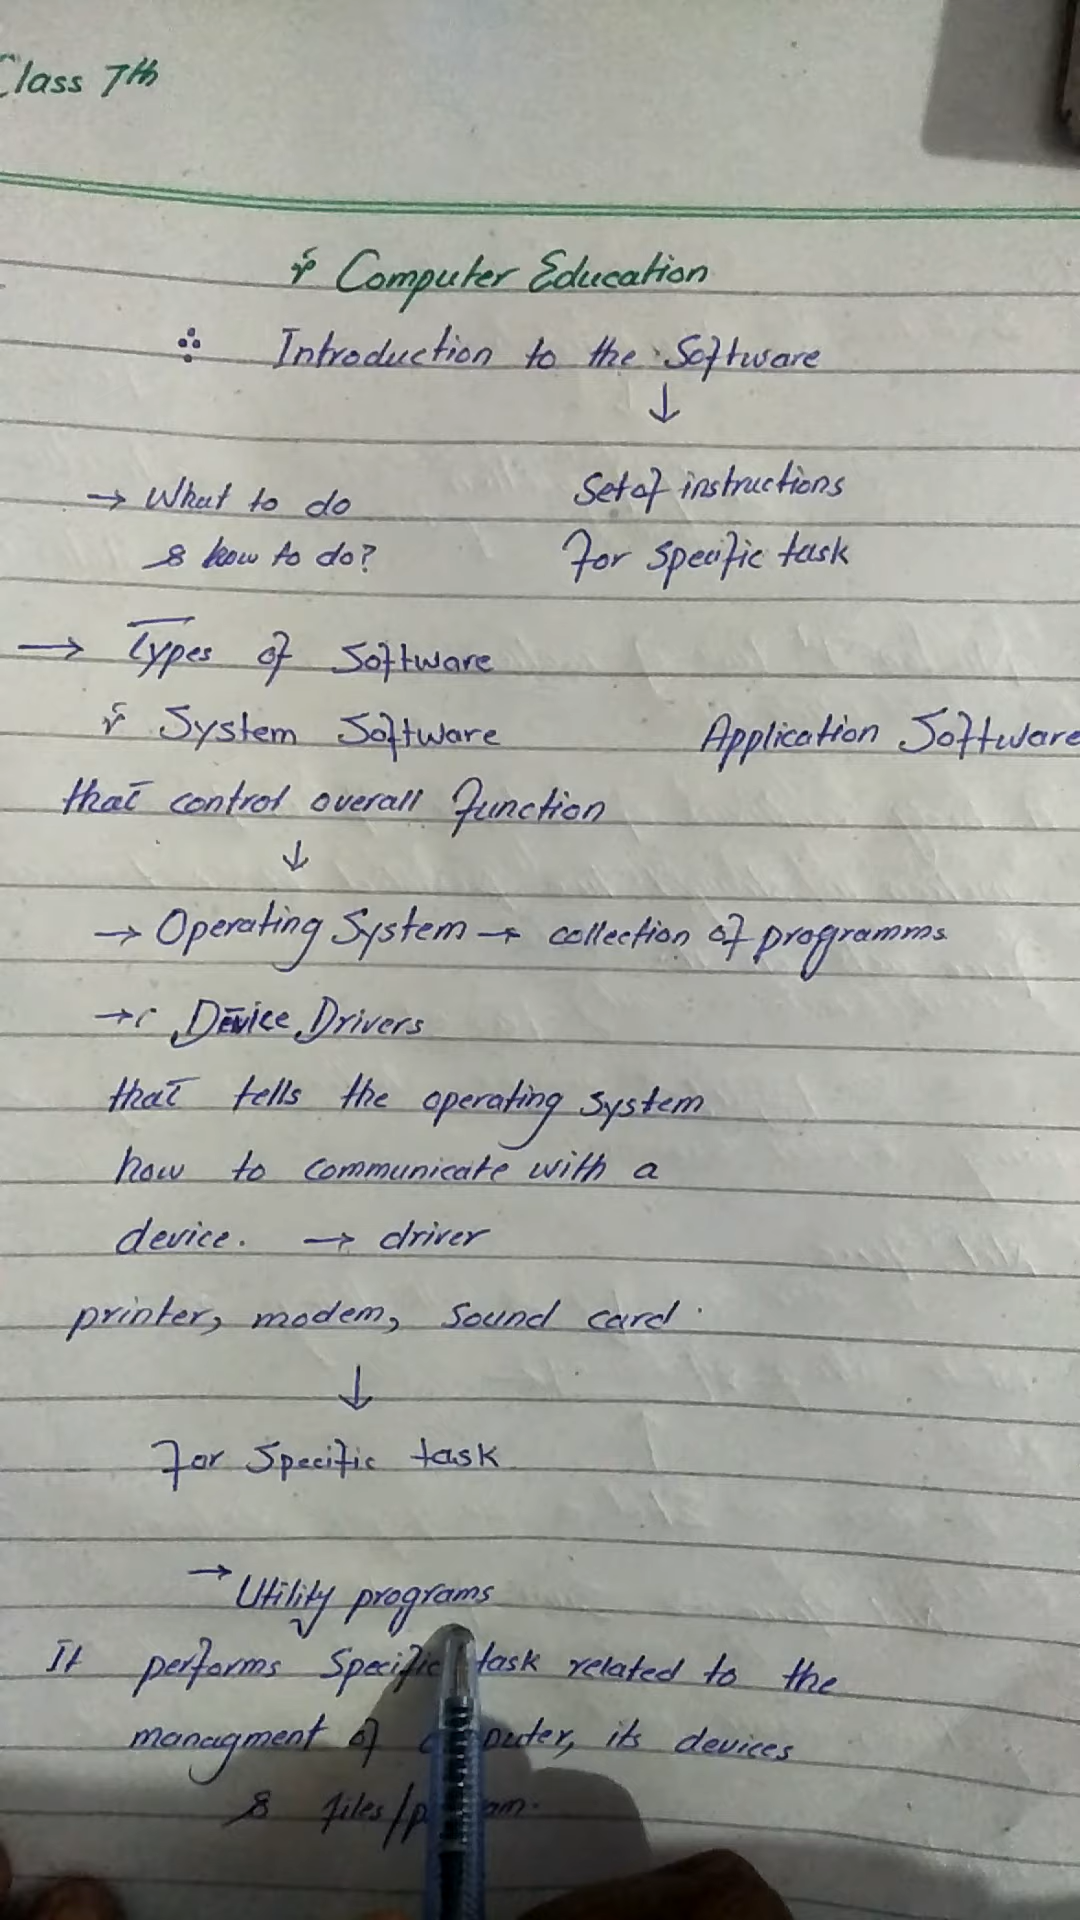 Class 7th
Computer Education
Introduction to the Software
↓
→ What to do
& how to do?
Set of instructions
For specific task
→ Types of Software
System Software
Application Software
that control overall function
↓
→ Operating System → collection of programms
→ Device Drivers
that tells the operating system
how to communicate with a
device. → driver
printer, modem, sound card.
↓
For specific task
→ Utility programs
It performs specific task related to the
managment of computer, its devices
& files/program.